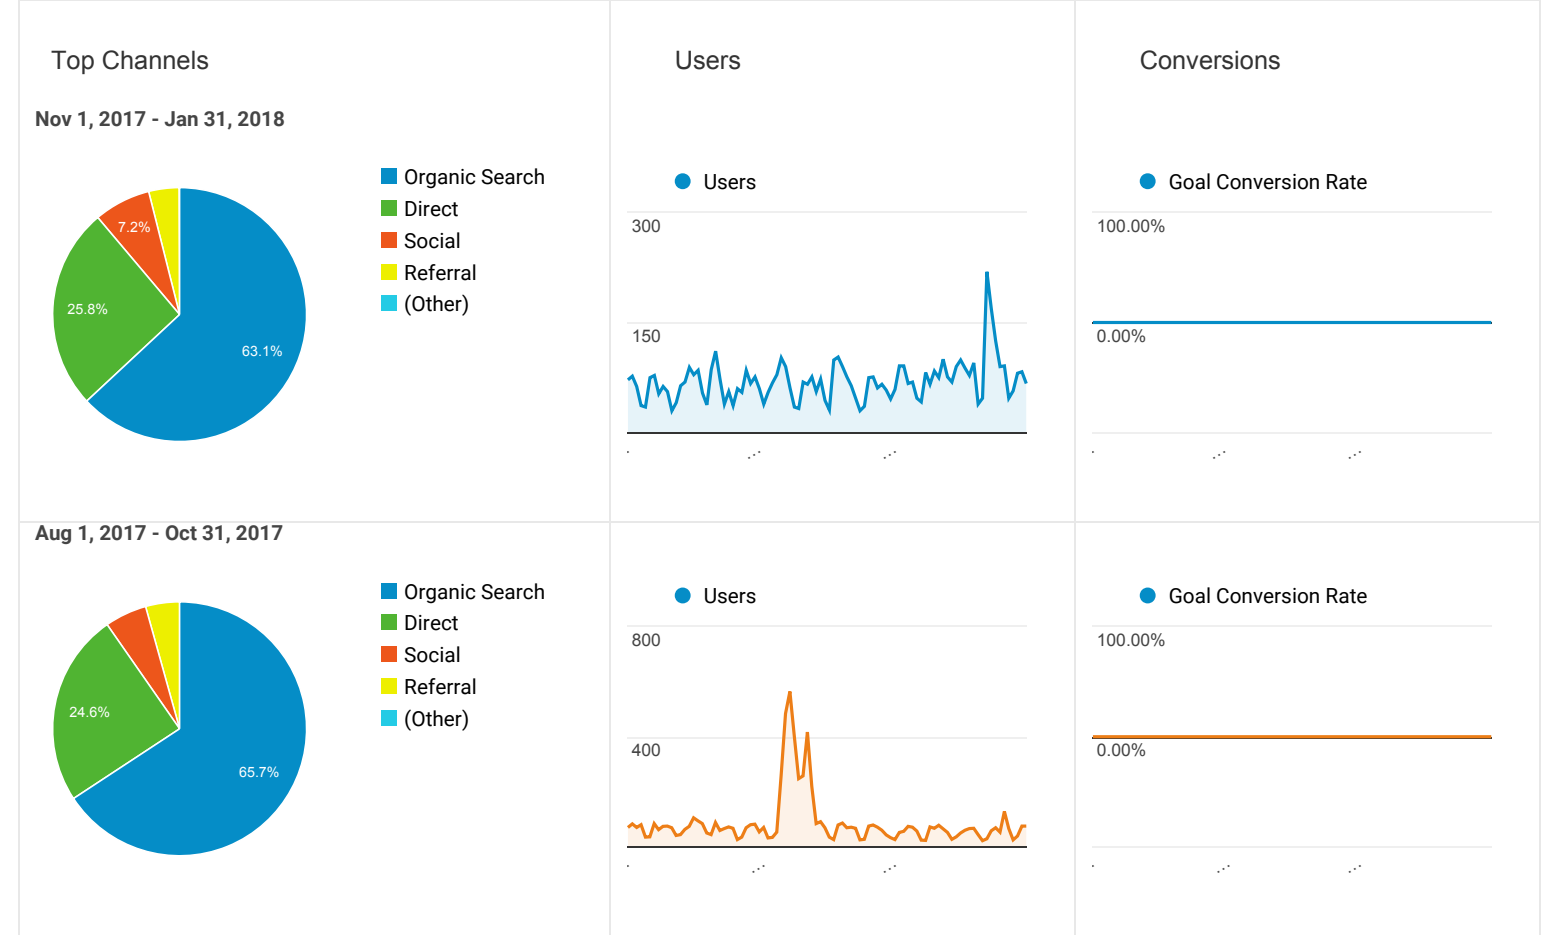 Top Channels
Users
Conversions
Nov 1, 2017 - Jan 31, 2018
Organic Search
Direct
Social
Referral
(Other)
7.2%
25.8%
63.1%
Users
300
150
...
...
Goal Conversion Rate
100.00%
0.00%
...
...
Aug 1, 2017 - Oct 31, 2017
Organic Search
Direct
Social
Referral
(Other)
24.6%
65.7%
Users
800
400
...
...
Goal Conversion Rate
100.00%
0.00%
...
...